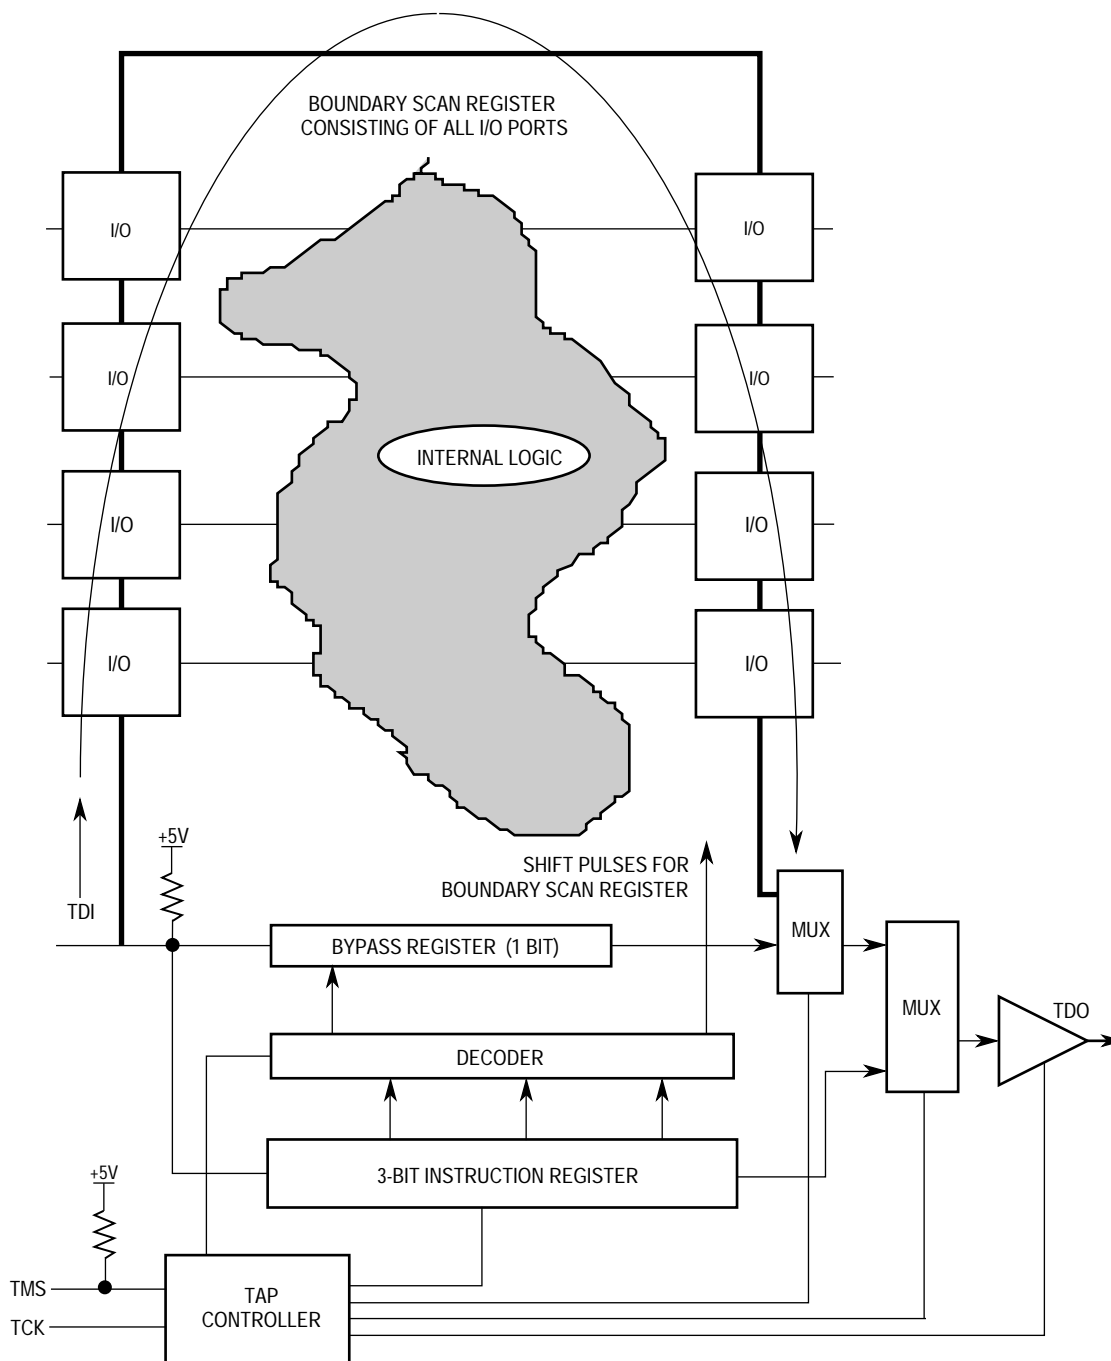 BOUNDARY SCAN REGISTER
CONSISTING OF ALL I/O PORTS
I/O
I/O
I/O
I/O
INTERNAL LOGIC
I/O
I/O
I/O
I/O
+5V
TDI
SHIFT PULSES FOR
BOUNDARY SCAN REGISTER
MUX
BYPASS REGISTER (1 BIT)
MUX
TDO
DECODER
3-BIT INSTRUCTION REGISTER
+5V
TMS
TCK
TAP
CONTROLLER